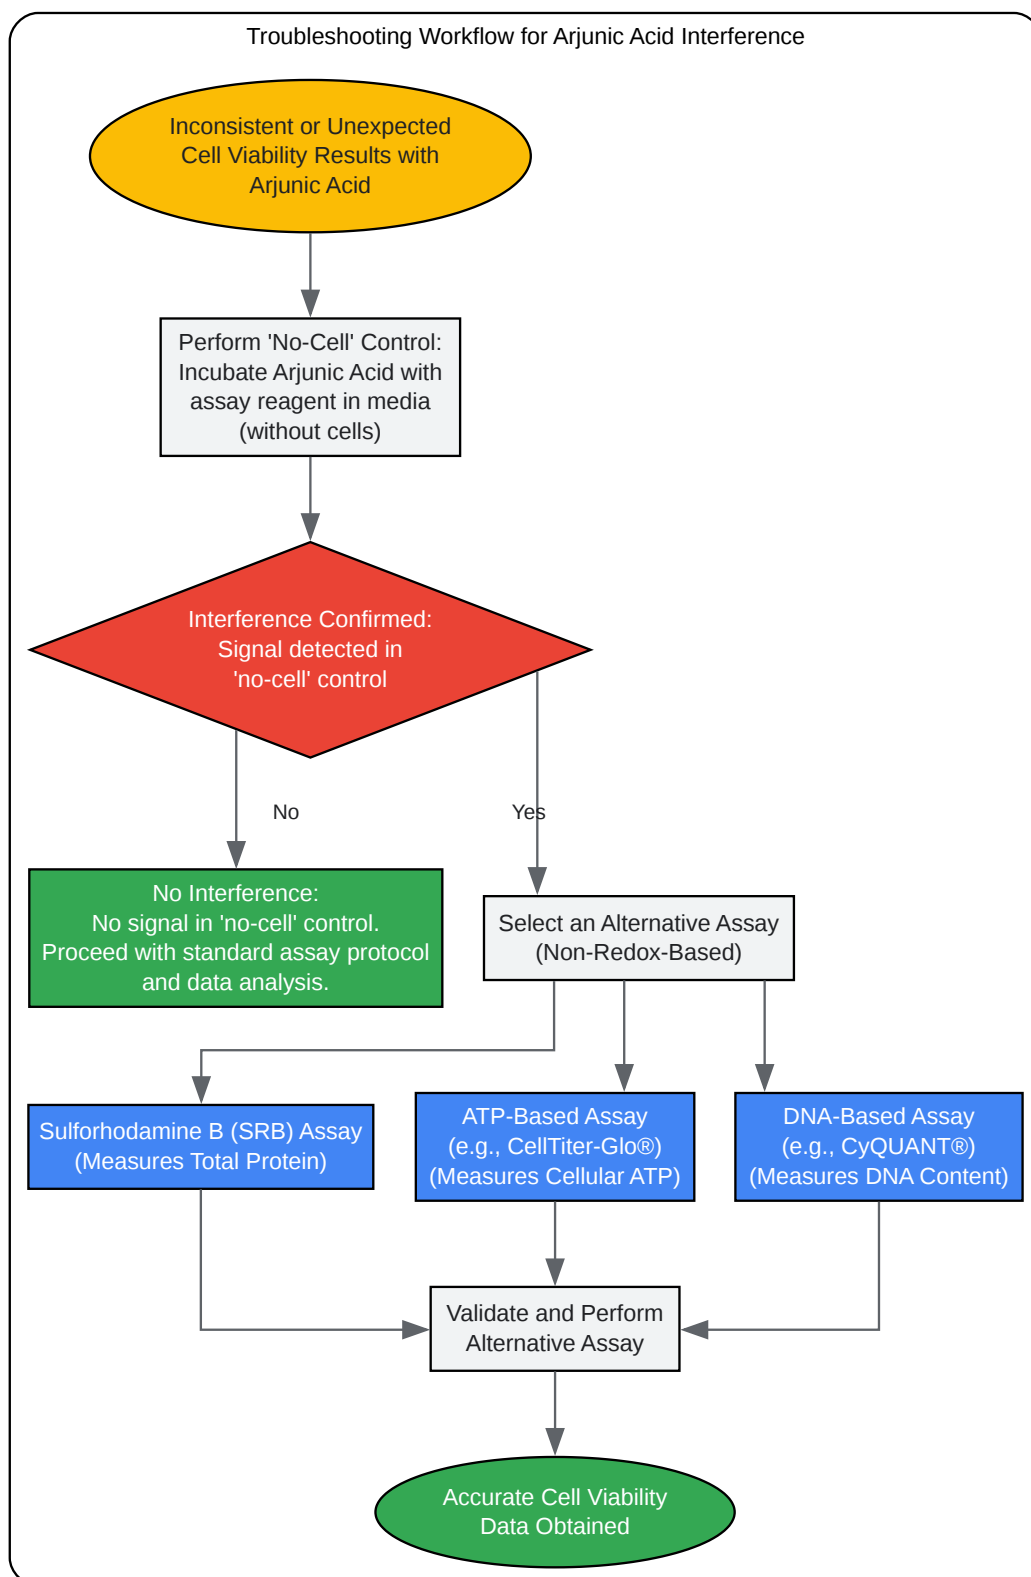 Troubleshooting Workflow for Arjunic Acid Interference
Inconsistent or Unexpected
Cell Viability Results with
Arjunic Acid
Perform 'No-Cell' Control:
Incubate Arjunic Acid with
assay reagent in media
(without cells)
Interference Confirmed:
Signal detected in
'no-cell' control
No
Yes
No Interference:
No signal in 'no-cell' control.
Proceed with standard assay protocol
and data analysis.
Select an Alternative Assay
(Non-Redox-Based)
Sulforhodamine B (SRB) Assay
(Measures Total Protein)
ATP-Based Assay
(e.g., CellTiter-Glo®)
(Measures Cellular ATP)
DNA-Based Assay
(e.g., CyQUANT®)
(Measures DNA Content)
Validate and Perform
Alternative Assay
Accurate Cell Viability
Data Obtained